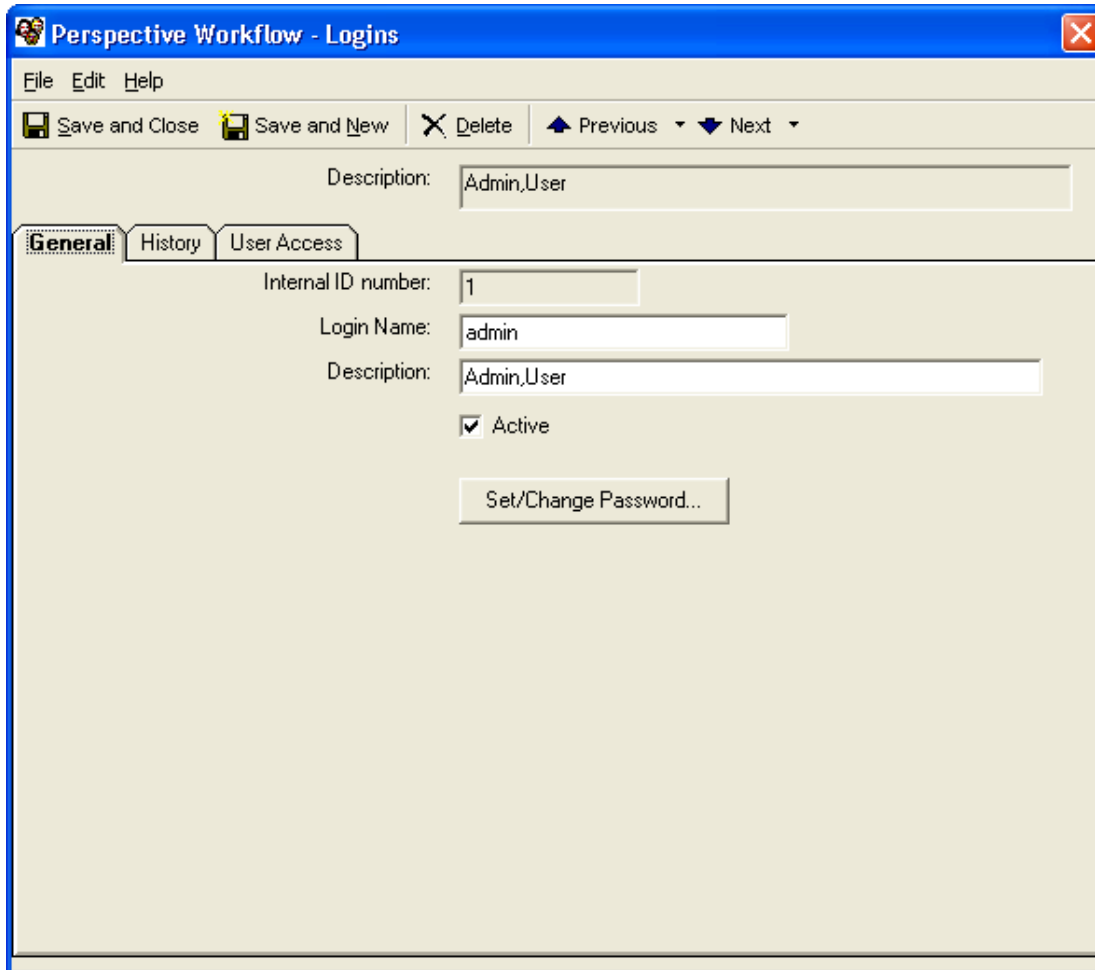 Perspective Workflow - Logins
File Edit Help
Save and Close Save and New Delete Previous Next
Description: Admin,User
General History User Access
Internal ID number: 1
Login Name: admin
Description: Admin,User
Active
Set/Change Password...